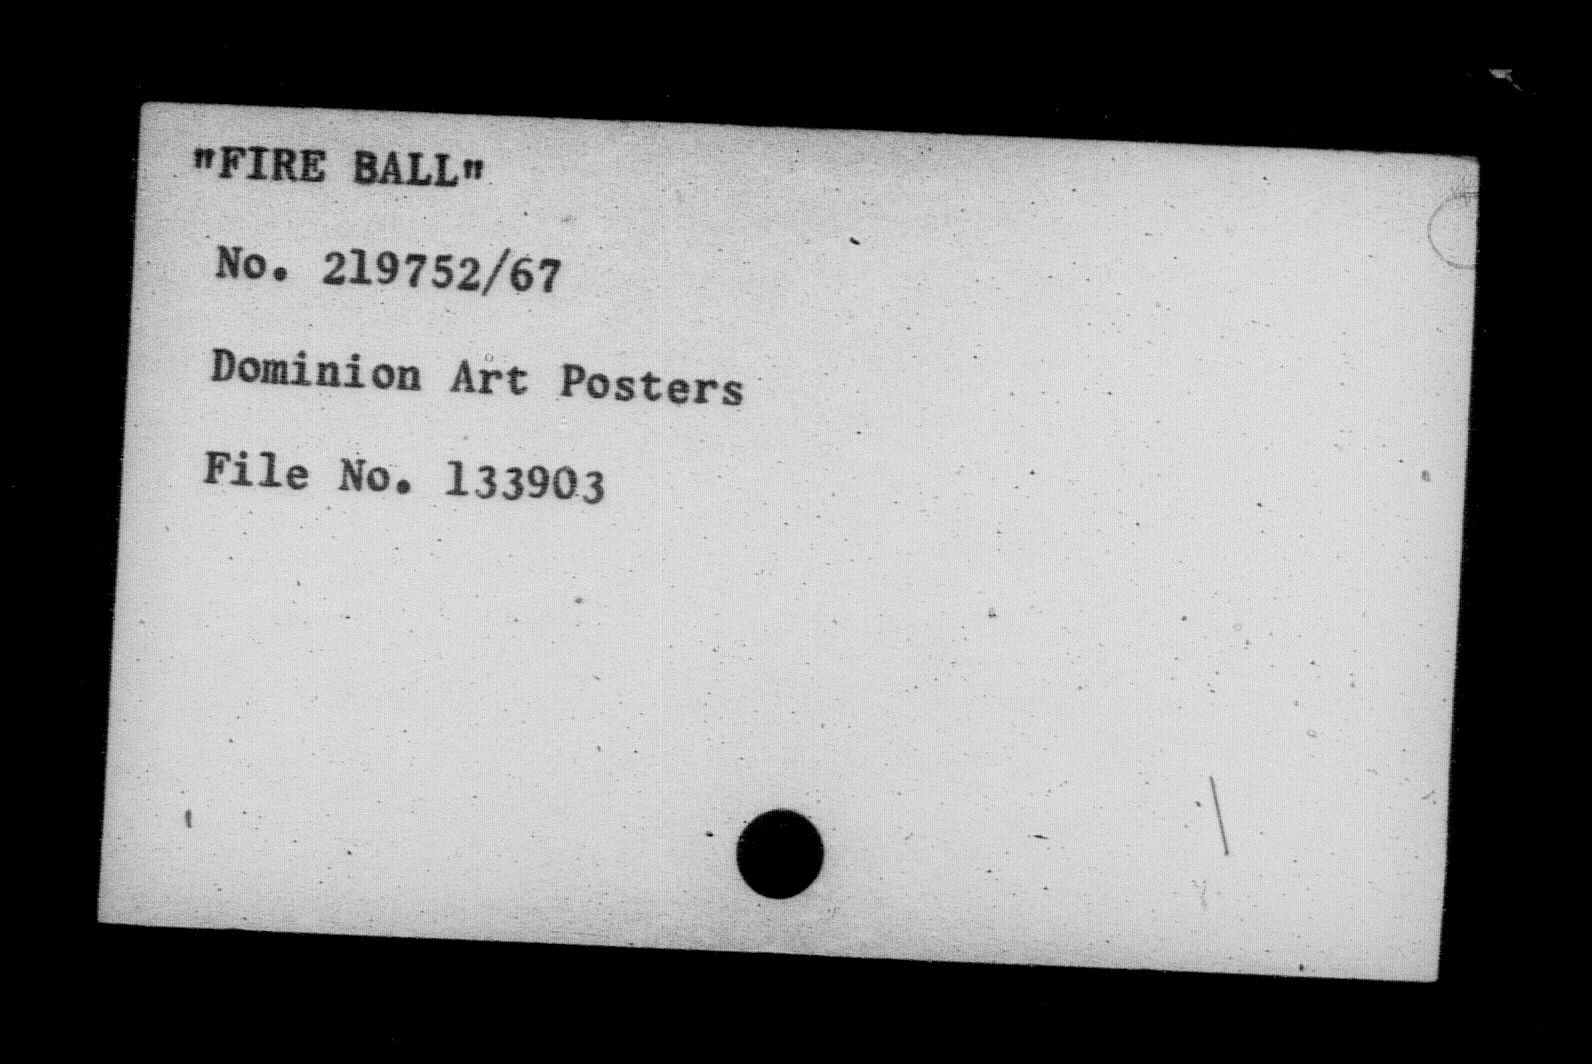 "FIRE BALL"
No. 219752/67
Dominion Art Posters
File No. 133903